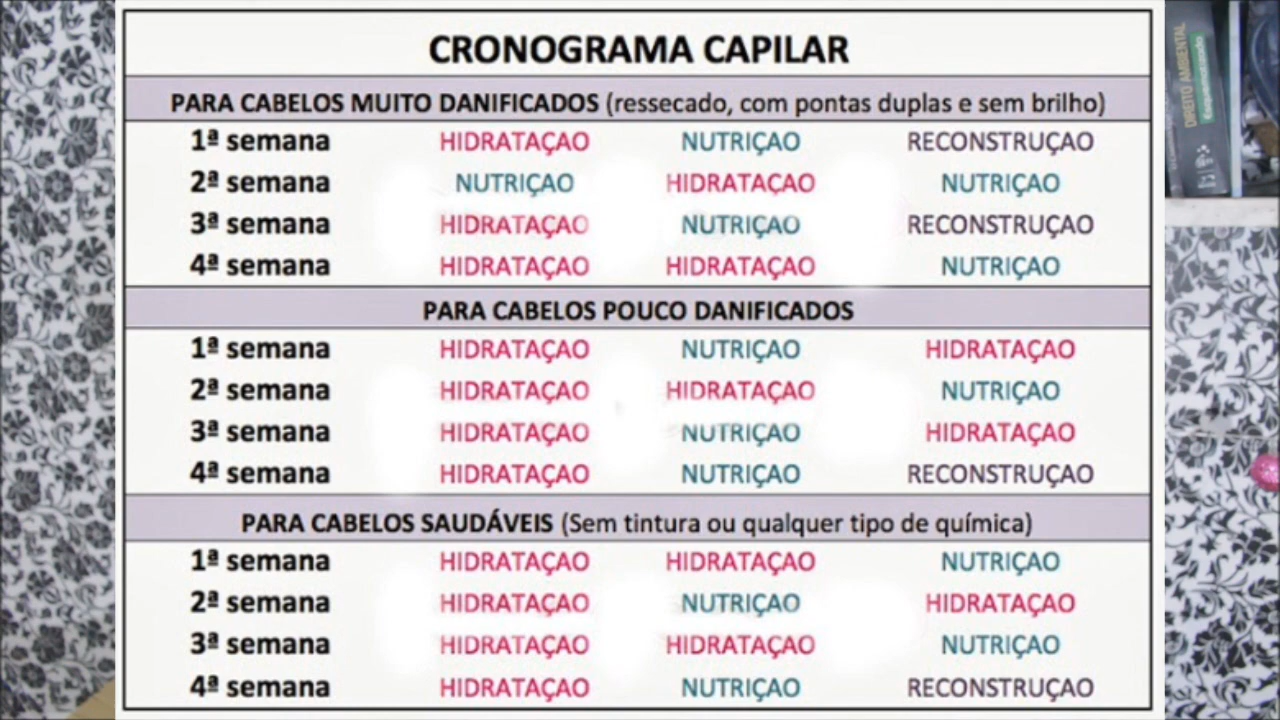 CRONOGRAMA CAPILAR
PARA CABELOS MUITO DANIFICADOS (ressecado, com pontas duplas e sem brilho)
1ª semana HIDRATAÇAO NUTRIÇAO RECONSTRUÇAO
2ª semana NUTRIÇAO HIDRATAÇAO NUTRIÇAO
3ª semana HIDRATAÇAO NUTRIÇAO RECONSTRUÇAO
4ª semana HIDRATAÇAO HIDRATAÇAO NUTRIÇAO
PARA CABELOS POUCO DANIFICADOS
1ª semana HIDRATAÇAO NUTRIÇAO HIDRATAÇAO
2ª semana HIDRATAÇAO HIDRATAÇAO NUTRIÇAO
3ª semana HIDRATAÇAO NUTRIÇAO HIDRATAÇAO
4ª semana HIDRATAÇAO NUTRIÇAO RECONSTRUÇAO
PARA CABELOS SAUDÁVEIS (Sem tintura ou qualquer tipo de química)
1ª semana HIDRATAÇAO HIDRATAÇAO NUTRIÇAO
2ª semana HIDRATAÇAO NUTRIÇAO HIDRATAÇAO
3ª semana HIDRATAÇAO HIDRATAÇAO NUTRIÇAO
4ª semana HIDRATAÇAO NUTRIÇAO RECONSTRUÇAO
DIREITO AMBIENTAL
Esquematizado